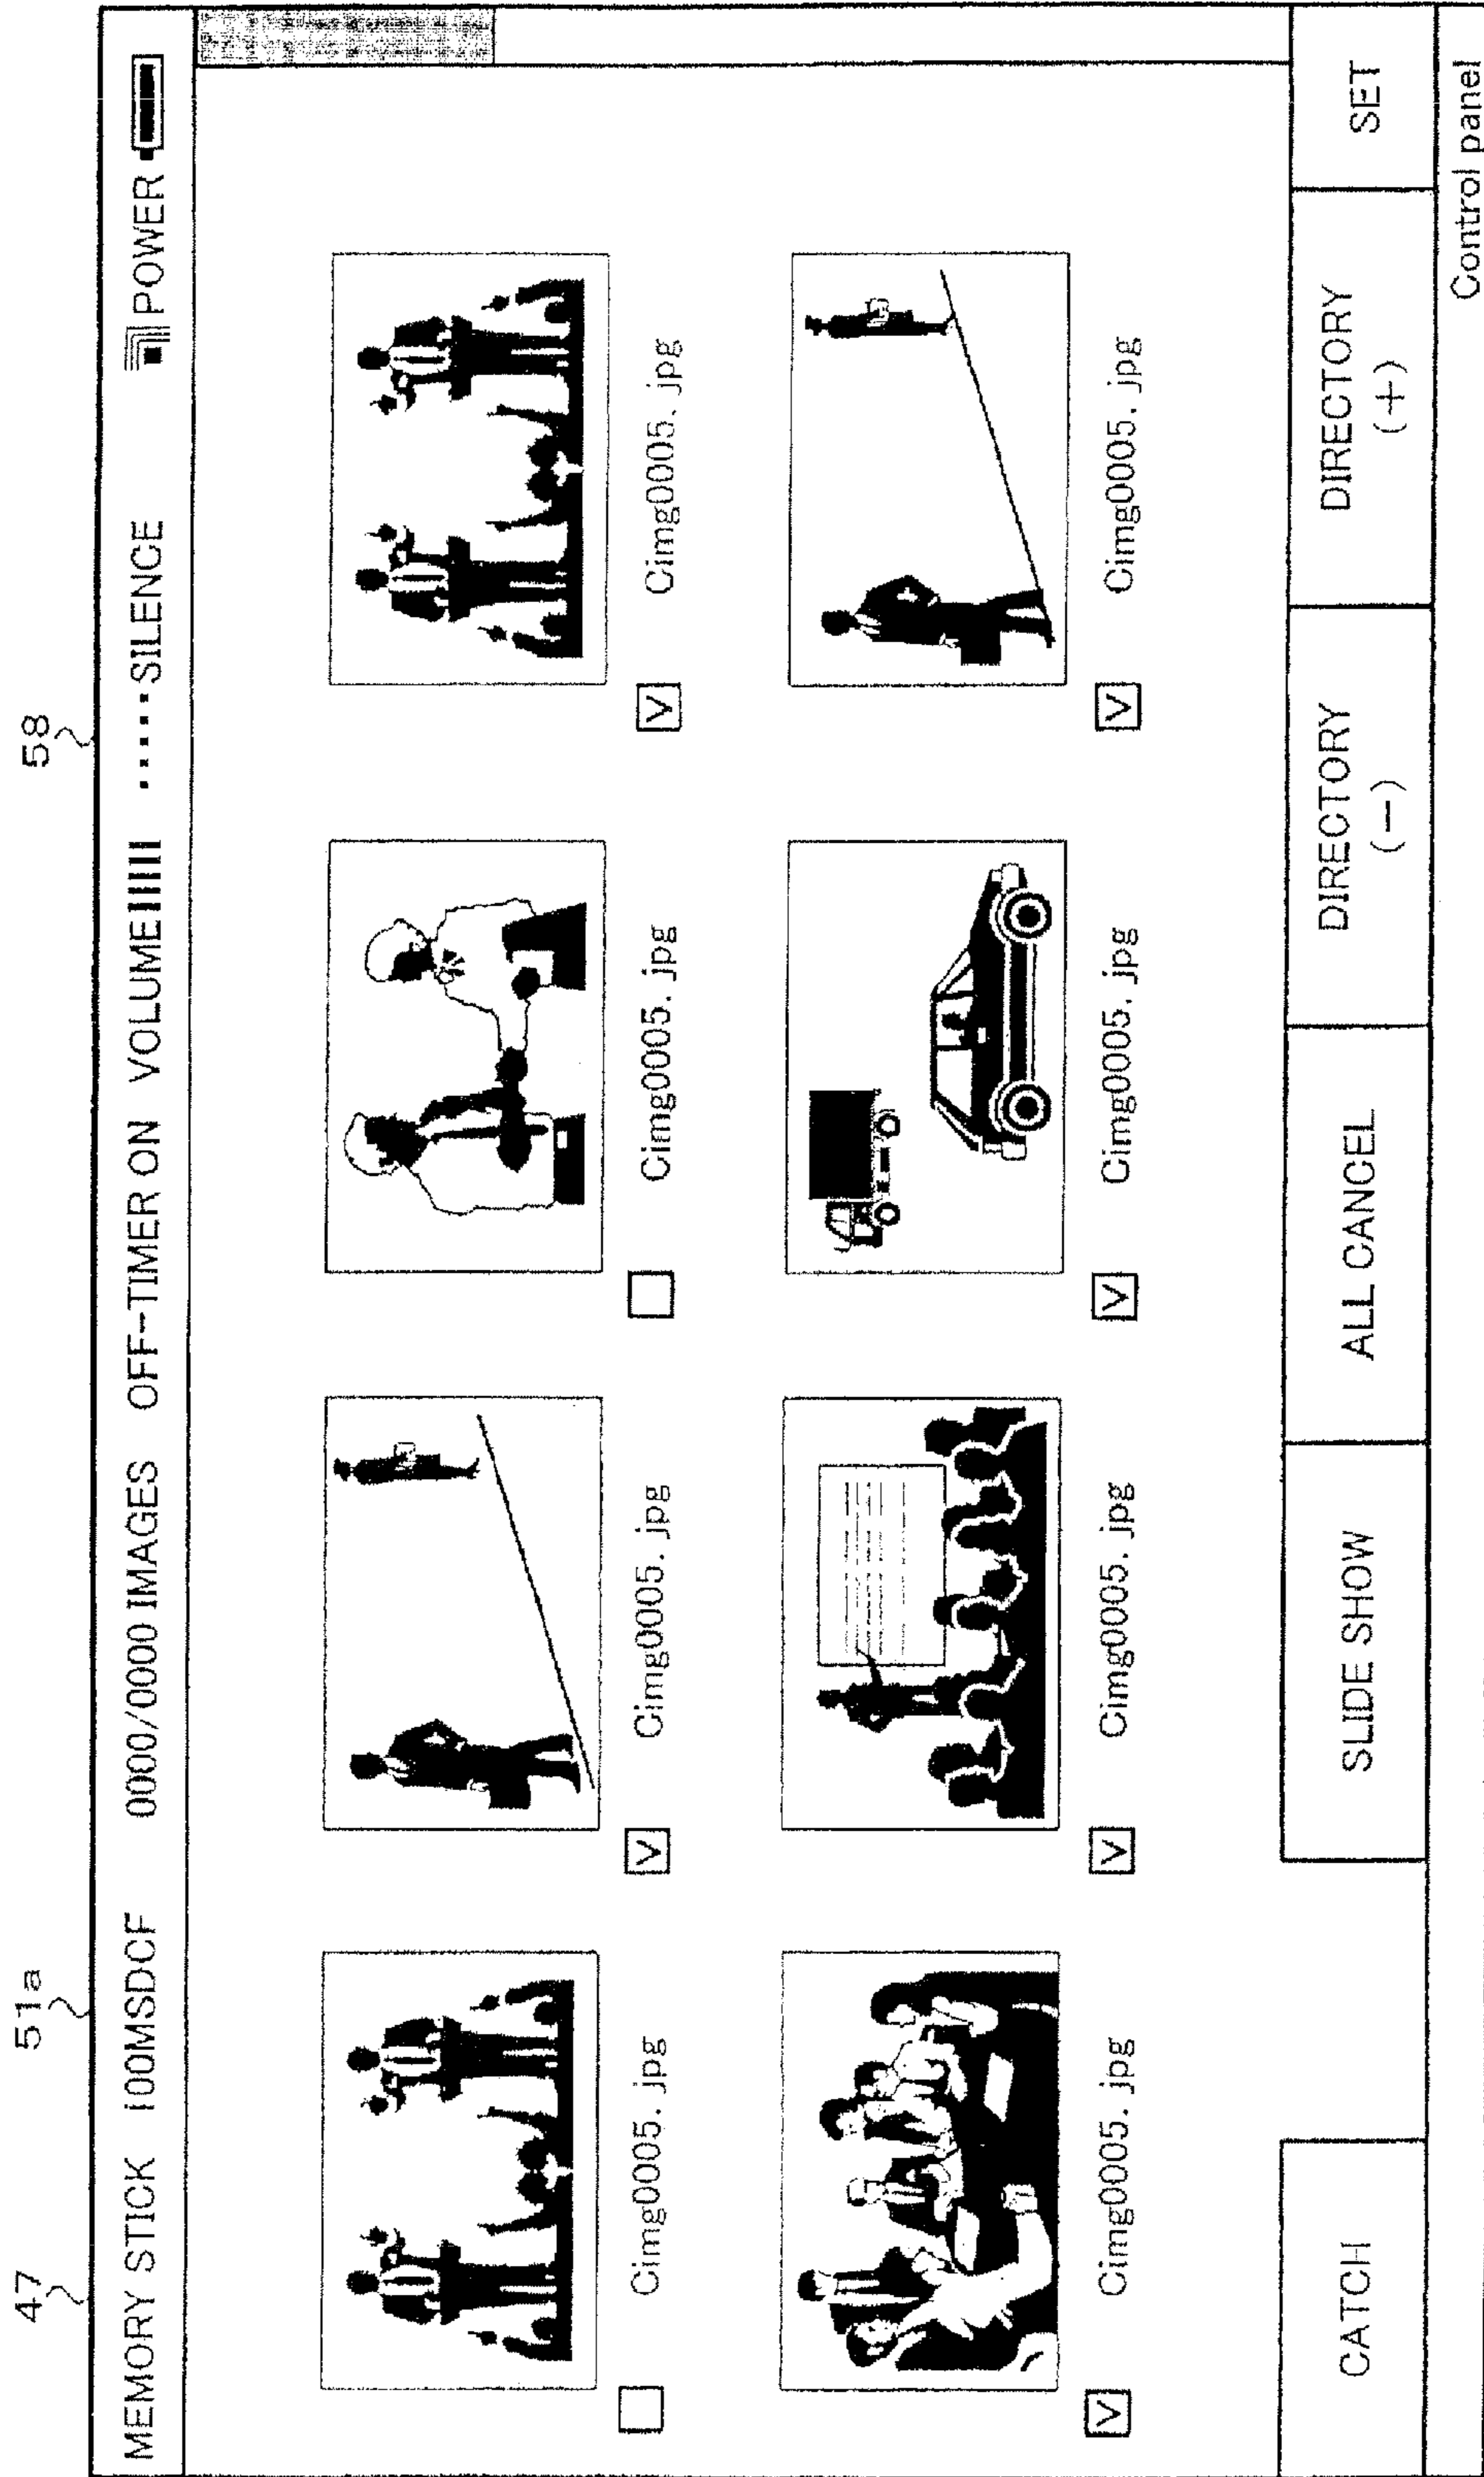 47 51a 58
MEMORY STICK 100MSDCF 0000/0000 IMAGES OFF-TIMER ON VOLUME ·····SILENCE POWER
Cimg0005.jpg V Cimg0005.jpg Cimg0005.jpg V Cimg0005.jpg
V Cimg0005.jpg V Cimg0005.jpg V Cimg0005.jpg V Cimg0005.jpg
CATCH SLIDE SHOW ALL CANCEL DIRECTORY (-) DIRECTORY (+) SET
Control panel